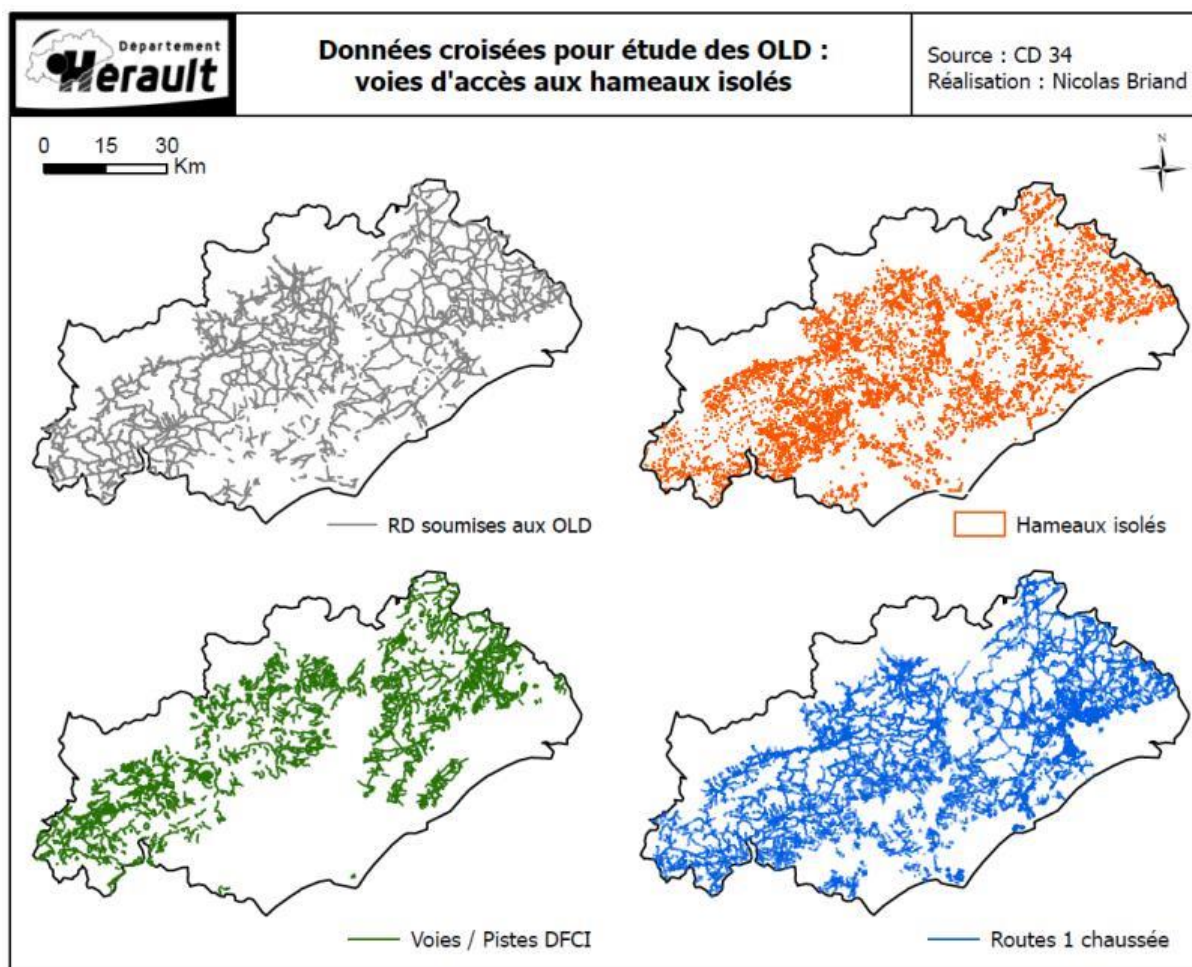 Département
Hérault
Données croisées pour étude des OLD :
voies d'accès aux hameaux isolés
Source : CD 34
Réalisation : Nicolas Briand
0 15 30
Km
N
RD soumises aux OLD
Hameaux isolés
Voies / Pistes DFCI
Routes 1 chaussée